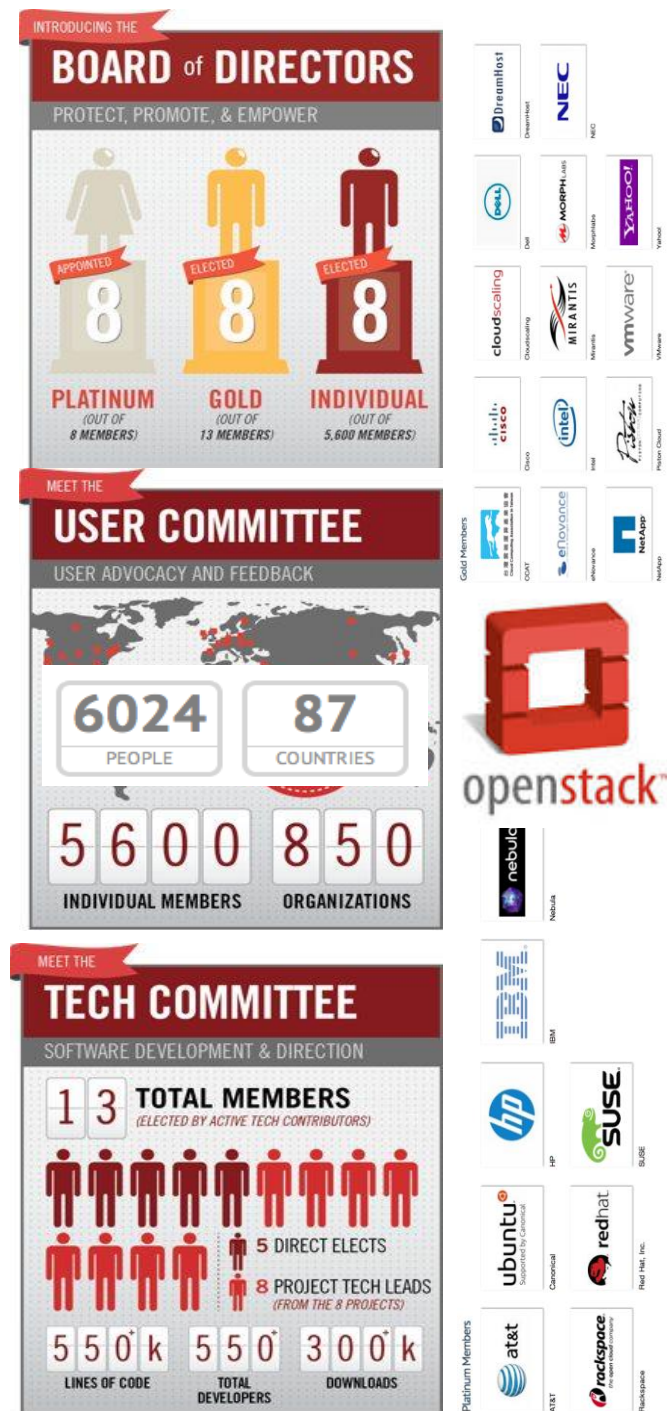 INTRODUCING THE
BOARD of DIRECTORS
PROTECT, PROMOTE, & EMPOWER
APPOINTED
8
ELECTED
8
ELECTED
8
PLATINUM
(OUT OF
8 MEMBERS)
GOLD
(OUT OF
13 MEMBERS)
INDIVIDUAL
(OUT OF
5,600 MEMBERS)
MEET THE
USER COMMITTEE
USER ADVOCACY AND FEEDBACK
6024
PEOPLE
87
COUNTRIES
5600
INDIVIDUAL MEMBERS
850
ORGANIZATIONS
MEET THE
TECH COMMITTEE
SOFTWARE DEVELOPMENT & DIRECTION
13
TOTAL MEMBERS
(ELECTED BY ACTIVE TECH CONTRIBUTORS)
5 DIRECT ELECTS
8 PROJECT TECH LEADS
(FROM THE 8 PROJECTS)
550+k
LINES OF CODE
550+
TOTAL
DEVELOPERS
300+k
DOWNLOADS
Gold Members
CCAT
cisco
Cisco
cloudscaling
Cloudscaling
DELL
Dell
DreamHost
DreamHost
eNovance
eNovance
intel
Intel
MIRANTIS
Mirantis
MORPHLABS
Morphlabs
NEC
NEC
NetApp
NetApp
Piston
Piston Cloud
vmware
VMware
YAHOO!
Yahoo!
openstack™
Platinum Members
at&t
AT&T
ubuntu
Supported by Canonical
Canonical
hp
HP
IBM
IBM
nebula
Nebula
rackspace
the open cloud company
Rackspace
redhat
Red Hat, Inc.
SUSE
SUSE